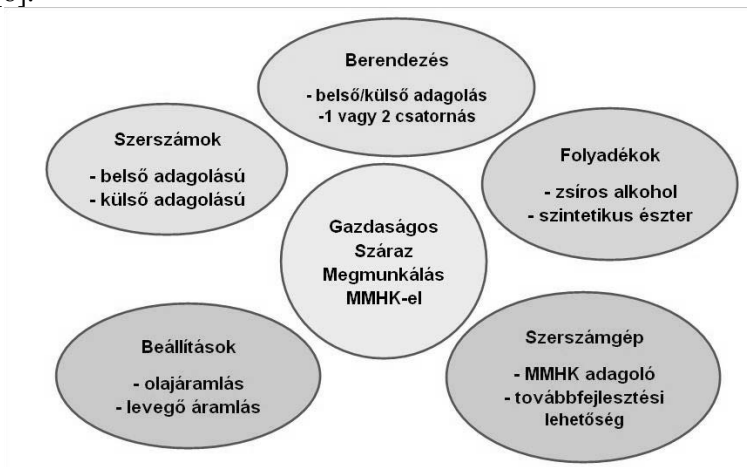 Berendezés
- belső/külső adagolás
-1 vagy 2 csatornás
Szerszámok
- belső adagolású
- külső adagolású
Folyadékok
- zsíros alkohol
- szintetikus észter
Gazdaságos
Száraz
Megmunkálás
MMHK-el
Beállítások
- olajáramlás
- levegő áramlás
Szerszámgép
- MMHK adagoló
- továbbfejlesztési
lehetőség